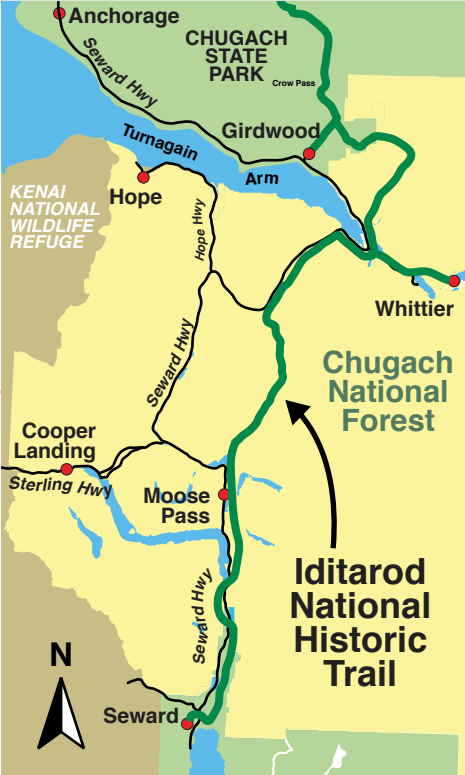 Anchorage
CHUGACH
STATE
PARK
Seward Hwy
Crow Pass
Girdwood
Turnagain
Arm
KENAI
NATIONAL
WILDLIFE
REFUGE
Hope
Hope Hwy
Whittier
Seward Hwy
Chugach
National
Forest
Cooper
Landing
Sterling Hwy
Moose
Pass
Iditarod
National
Historic
Trail
Seward Hwy
N
Seward